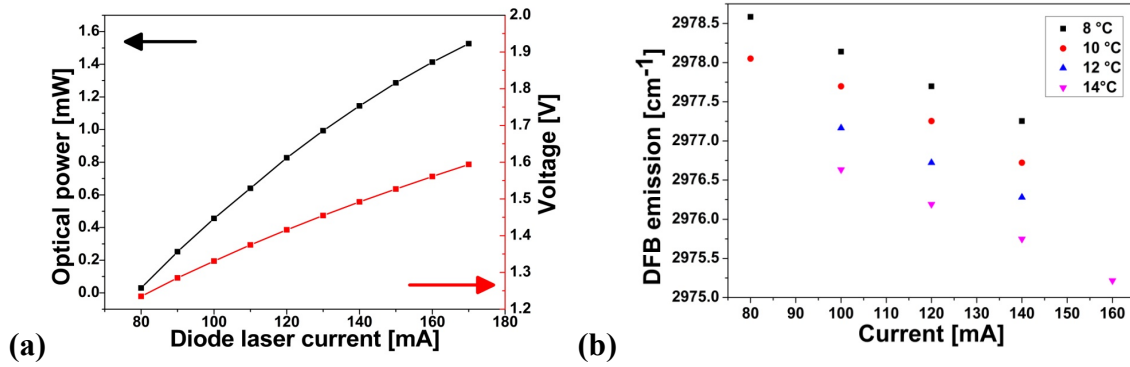 1.6
1.4
1.2
1.0
0.8
0.6
0.4
0.2
0.0
Optical power [mW]
80 100 120 140 160 180
Diode laser current [mA]
2.0
1.9
1.8
1.7
1.6
1.5
1.4
1.3
1.2
Voltage [V]
(a)
2978.5
2978.0
2977.5
2977.0
2976.5
2976.0
2975.5
2975.0
DFB emission [cm⁻¹]
8 °C
10 °C
12 °C
14°C
80 90 100 110 120 130 140 150 160
Current [mA]
(b)